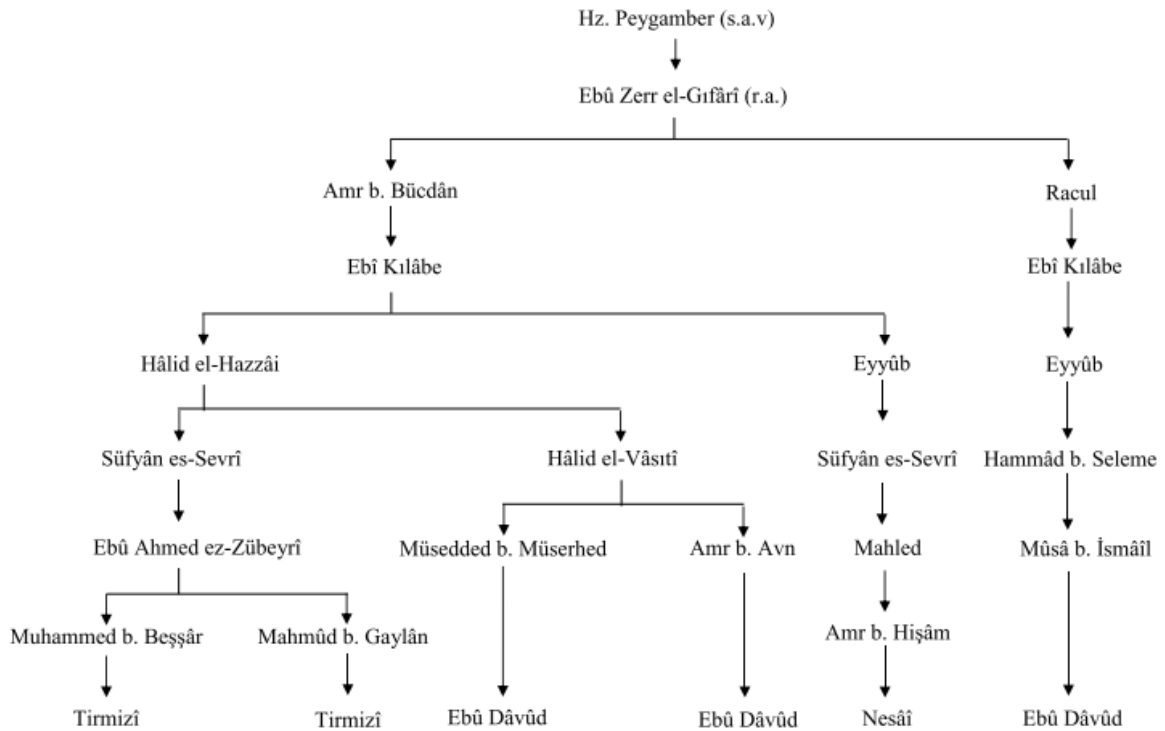 Hz. Peygamber (s.a.v)
Ebû Zerr el-Gıfârî (r.a.)
Amr b. Bücdân
Racul
Ebî Kılâbe
Ebî Kılâbe
Hâlid el-Hazzâi
Eyyûb
Eyyûb
Süfyân es-Sevrî
Hâlid el-Vâsıtî
Süfyân es-Sevrî
Hammâd b. Seleme
Ebû Ahmed ez-Zübeyrî
Müsedded b. Müserhed
Amr b. Avn
Mahled
Mûsâ b. İsmâîl
Muhammed b. Beşşâr
Mahmûd b. Gaylân
Amr b. Hişâm
Tirmizî
Tirmizî
Ebû Dâvûd
Ebû Dâvûd
Nesâî
Ebû Dâvûd